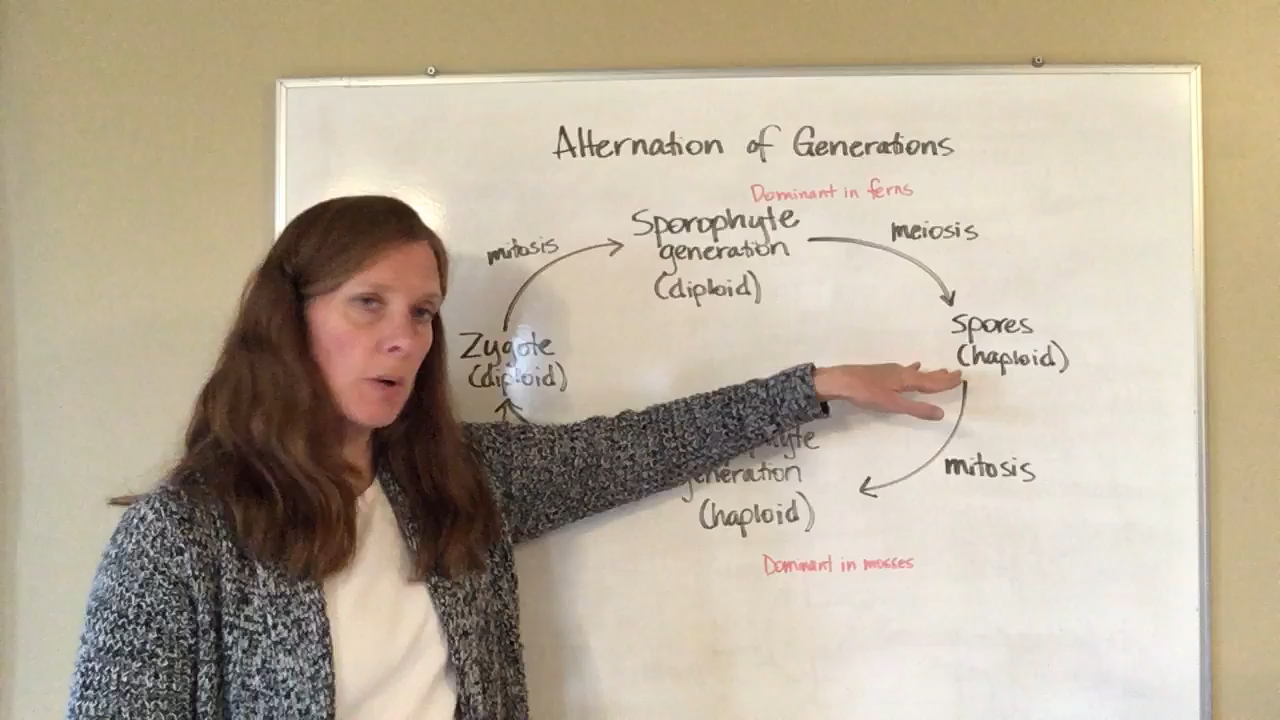 Alternation of Generations
Dominant in ferns
Sporophyte
generation
(diploid)
mitosis
meiosis
Spores
(haploid)
Zygote
(diploid)
generation
(haploid)
mitosis
Dominant in mosses